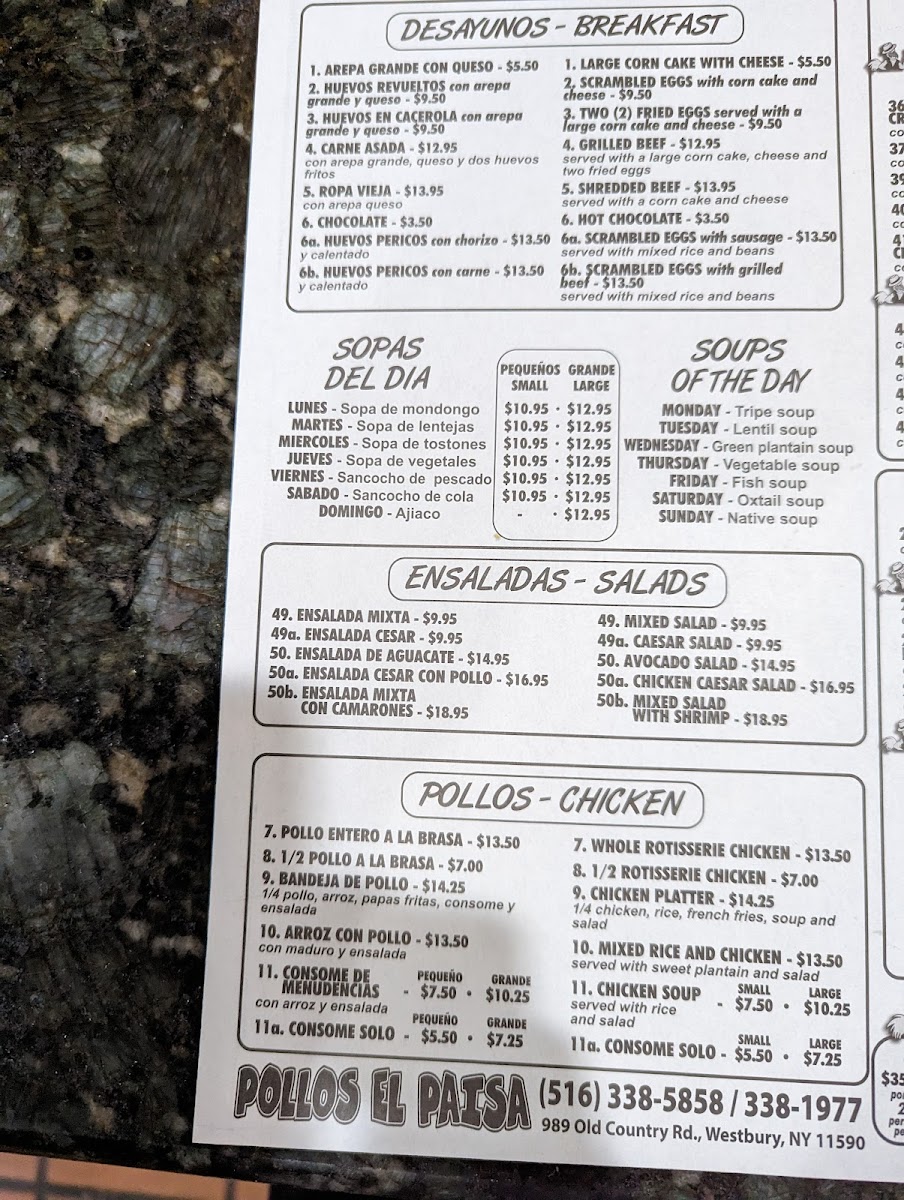 DESAYUNOS - BREAKFAST
1. AREPA GRANDE CON QUESO - $5.50
2. HUEVOS REVUELTOS con arepa
grande y queso - $9.50
3. HUEVOS EN CACEROLA con arepa
grande y queso - $9.50
4. CARNE ASADA - $12.95
con arepa grande, queso y dos huevos
fritos
5. ROPA VIEJA - $13.95
con arepa queso
6. CHOCOLATE - $3.50
6a. HUEVOS PERICOS con chorizo - $13.50
y calentado
6b. HUEVOS PERICOS con carne - $13.50
y calentado
1. LARGE CORN CAKE WITH CHEESE - $5.50
2. SCRAMBLED EGGS with corn cake and
cheese - $9.50
3. TWO (2) FRIED EGGS served with a
large corn cake and cheese - $9.50
4. GRILLED BEEF - $12.95
served with a large corn cake, cheese and
two fried eggs
5. SHREDDED BEEF - $13.95
served with a corn cake and cheese
6. HOT CHOCOLATE - $3.50
6a. SCRAMBLED EGGS with sausage - $13.50
served with mixed rice and beans
6b. SCRAMBLED EGGS with grilled
beef - $13.50
served with mixed rice and beans
SOPAS
DEL DIA
LUNES - Sopa de mondongo
MARTES - Sopa de lentejas
MIERCOLES - Sopa de tostones
JUEVES - Sopa de vegetales
VIERNES - Sancocho de pescado
SABADO - Sancocho de cola
DOMINGO - Ajiaco
PEQUEÑOS GRANDE
SMALL LARGE
$10.95 · $12.95
$10.95 · $12.95
$10.95 · $12.95
$10.95 · $12.95
$10.95 · $12.95
$10.95 · $12.95
- · $12.95
SOUPS
OF THE DAY
MONDAY - Tripe soup
TUESDAY - Lentil soup
WEDNESDAY - Green plantain soup
THURSDAY - Vegetable soup
FRIDAY - Fish soup
SATURDAY - Oxtail soup
SUNDAY - Native soup
ENSALADAS - SALADS
49. ENSALADA MIXTA - $9.95
49a. ENSALADA CESAR - $9.95
50. ENSALADA DE AGUACATE - $14.95
50a. ENSALADA CESAR CON POLLO - $16.95
50b. ENSALADA MIXTA
CON CAMARONES - $18.95
49. MIXED SALAD - $9.95
49a. CAESAR SALAD - $9.95
50. AVOCADO SALAD - $14.95
50a. CHICKEN CAESAR SALAD - $16.95
50b. MIXED SALAD
WITH SHRIMP - $18.95
POLLOS - CHICKEN
7. POLLO ENTERO A LA BRASA - $13.50
8. 1/2 POLLO A LA BRASA - $7.00
9. BANDEJA DE POLLO - $14.25
1/4 pollo, arroz, papas fritas, consome y
ensalada
10. ARROZ CON POLLO - $13.50
con maduro y ensalada
11. CONSOME DE MENUDENCIAS - PEQUEÑO $7.50 · GRANDE $10.25
con arroz y ensalada
11a. CONSOME SOLO - PEQUEÑO $5.50 · GRANDE $7.25
7. WHOLE ROTISSERIE CHICKEN - $13.50
8. 1/2 ROTISSERIE CHICKEN - $7.00
9. CHICKEN PLATTER - $14.25
1/4 chicken, rice, french fries, soup and
salad
10. MIXED RICE AND CHICKEN - $13.50
served with sweet plantain and salad
11. CHICKEN SOUP - SMALL $7.50 · LARGE $10.25
served with rice
and salad
11a. CONSOME SOLO - SMALL $5.50 · LARGE $7.25
POLLOS EL PAISA (516) 338-5858 / 338-1977
989 Old Country Rd., Westbury, NY 11590